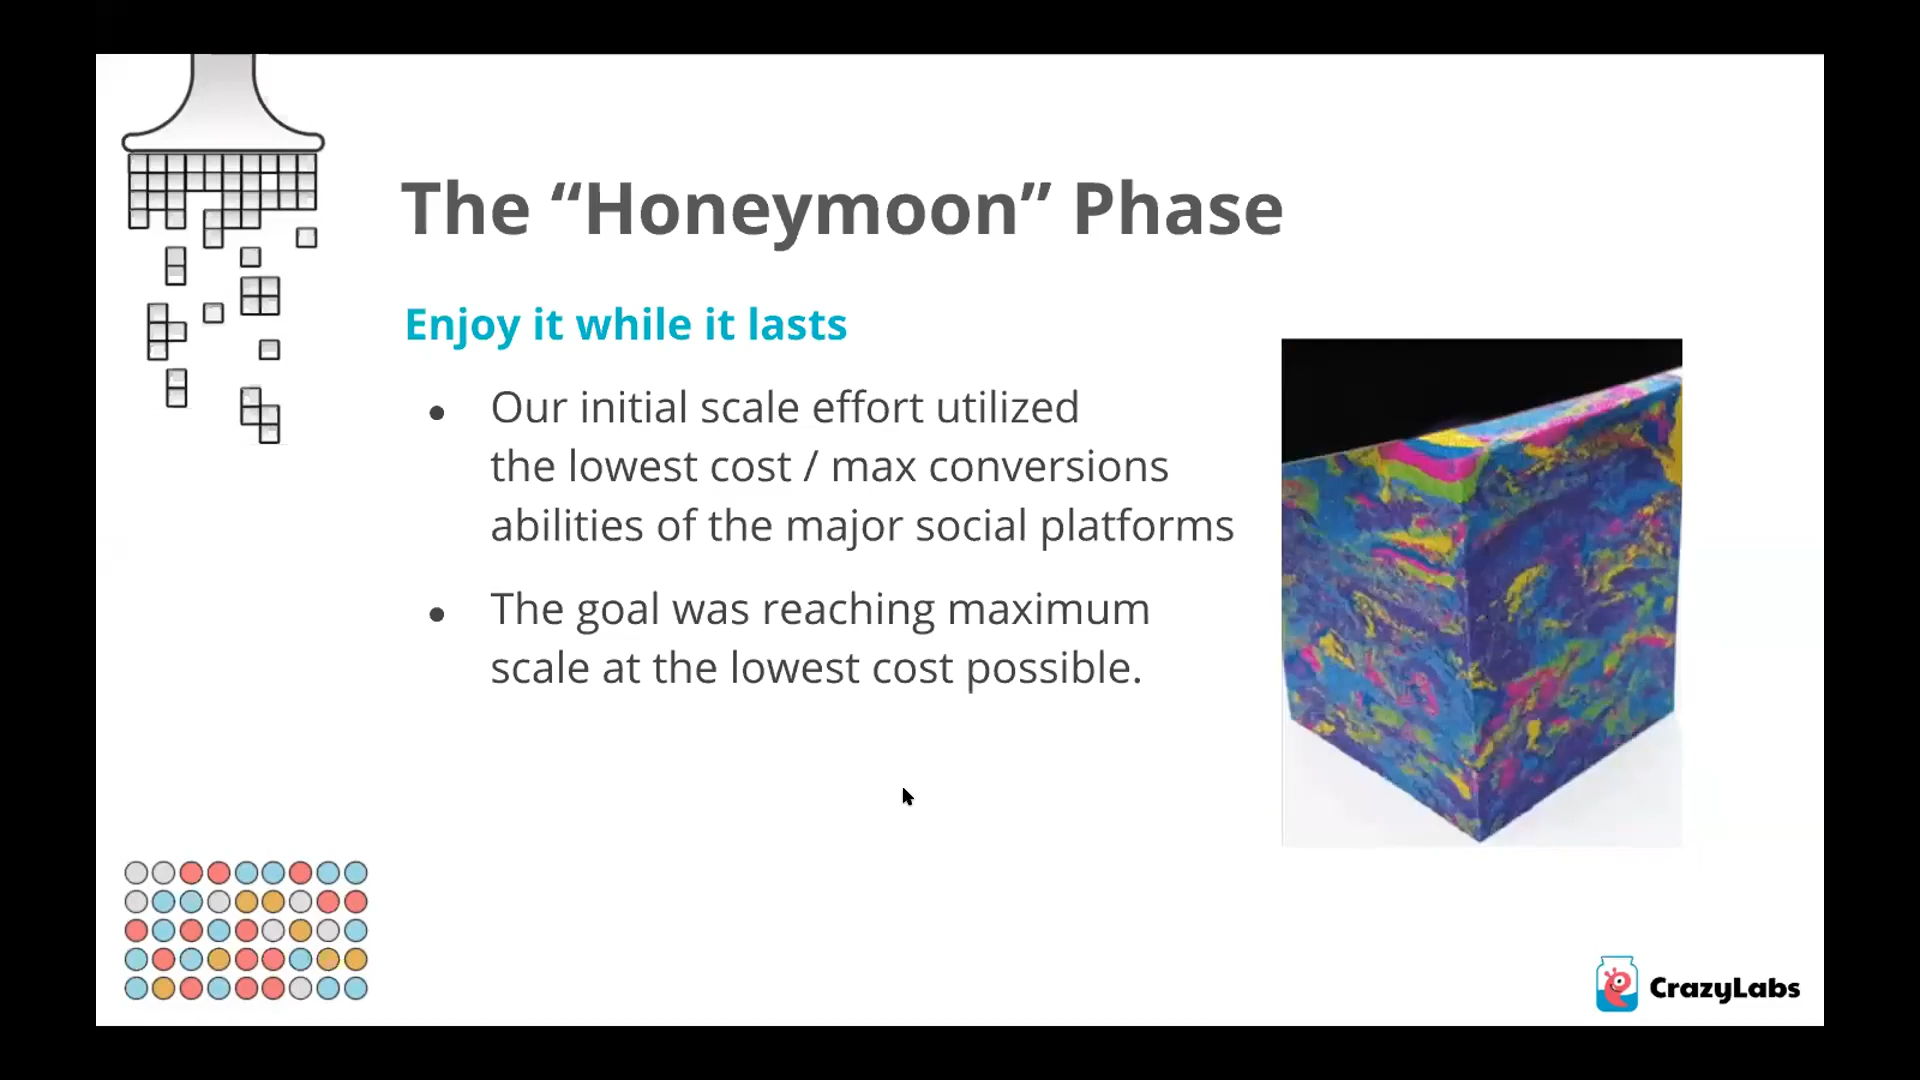 The “Honeymoon” Phase
Enjoy it while it lasts
● Our initial scale effort utilized
the lowest cost / max conversions
abilities of the major social platforms
● The goal was reaching maximum
scale at the lowest cost possible.
CrazyLabs